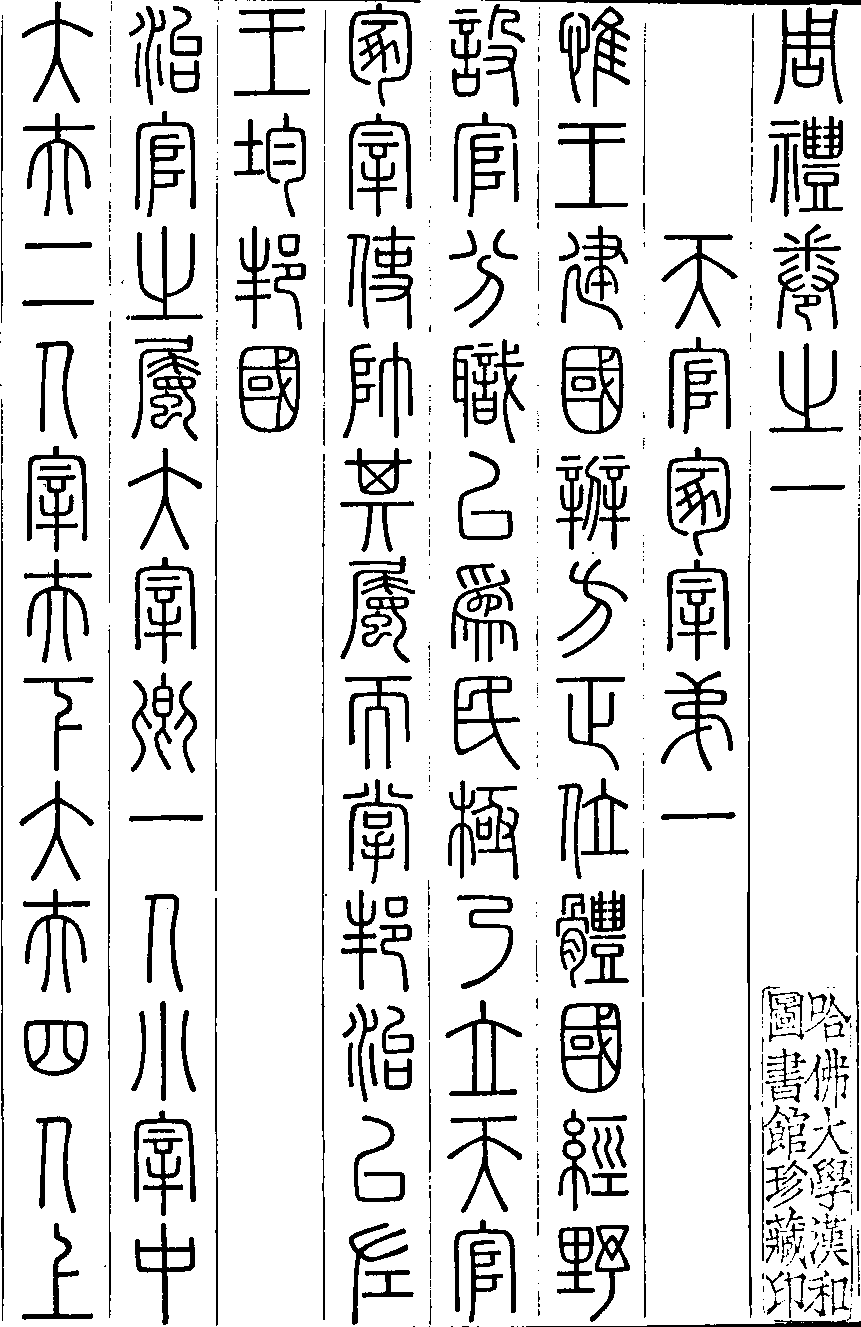 周禮卷之一
天官冢宰弟一
惟王建國辨方正位體國經野
設官分職㠯爲民極乃立天官
冢宰使帥其屬而掌邦治㠯左
王均邦國
治官之屬大宰卿一人小宰中
大夫二人宰夫下大夫四人上
哈佛大學漢和
圖書館珍藏印